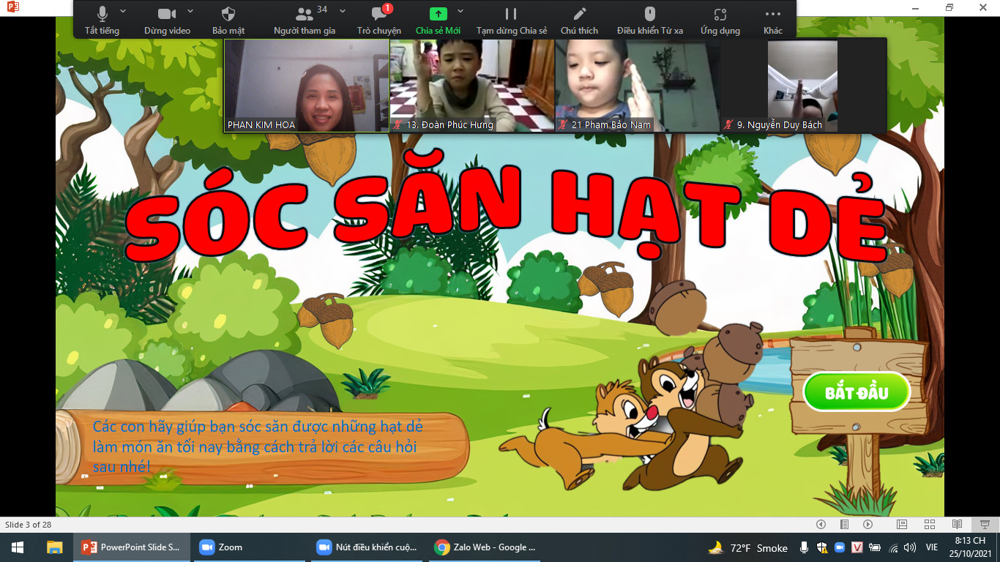 34
1
Tắt tiếng
Dừng video
Bảo mật
Người tham gia
Trò chuyện
Chia sẻ Mới
Tạm dừng Chia sẻ
Chú thích
Điều khiển Từ xa
Ứng dụng
Khác
PHAN KIM HOA
13. Đoàn Phúc Hưng
21 Phạm Bảo Nam
9. Nguyễn Duy Bách
SÓC SĂN HẠT DẺ
BẮT ĐẦU
Các con hãy giúp bạn sóc săn được những hạt dẻ
làm món ăn tối nay bằng cách trả lời các câu hỏi
sau nhé!
Slide 3 of 28
PowerPoint Slide S...
Zoom
Nút điều khiển cuộ...
Zalo Web - Google ...
72°F Smoke
VIE
8:13 CH
25/10/2021